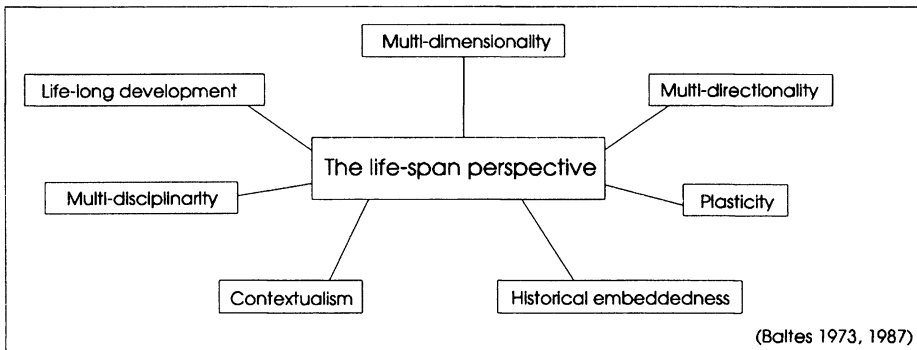 Multi-dimensionality
Life-long development
Multi-directionality
The life-span perspective
Multi-disciplinarity
Plasticity
Contextualism
Historical embeddedness
(Baltes 1973, 1987)